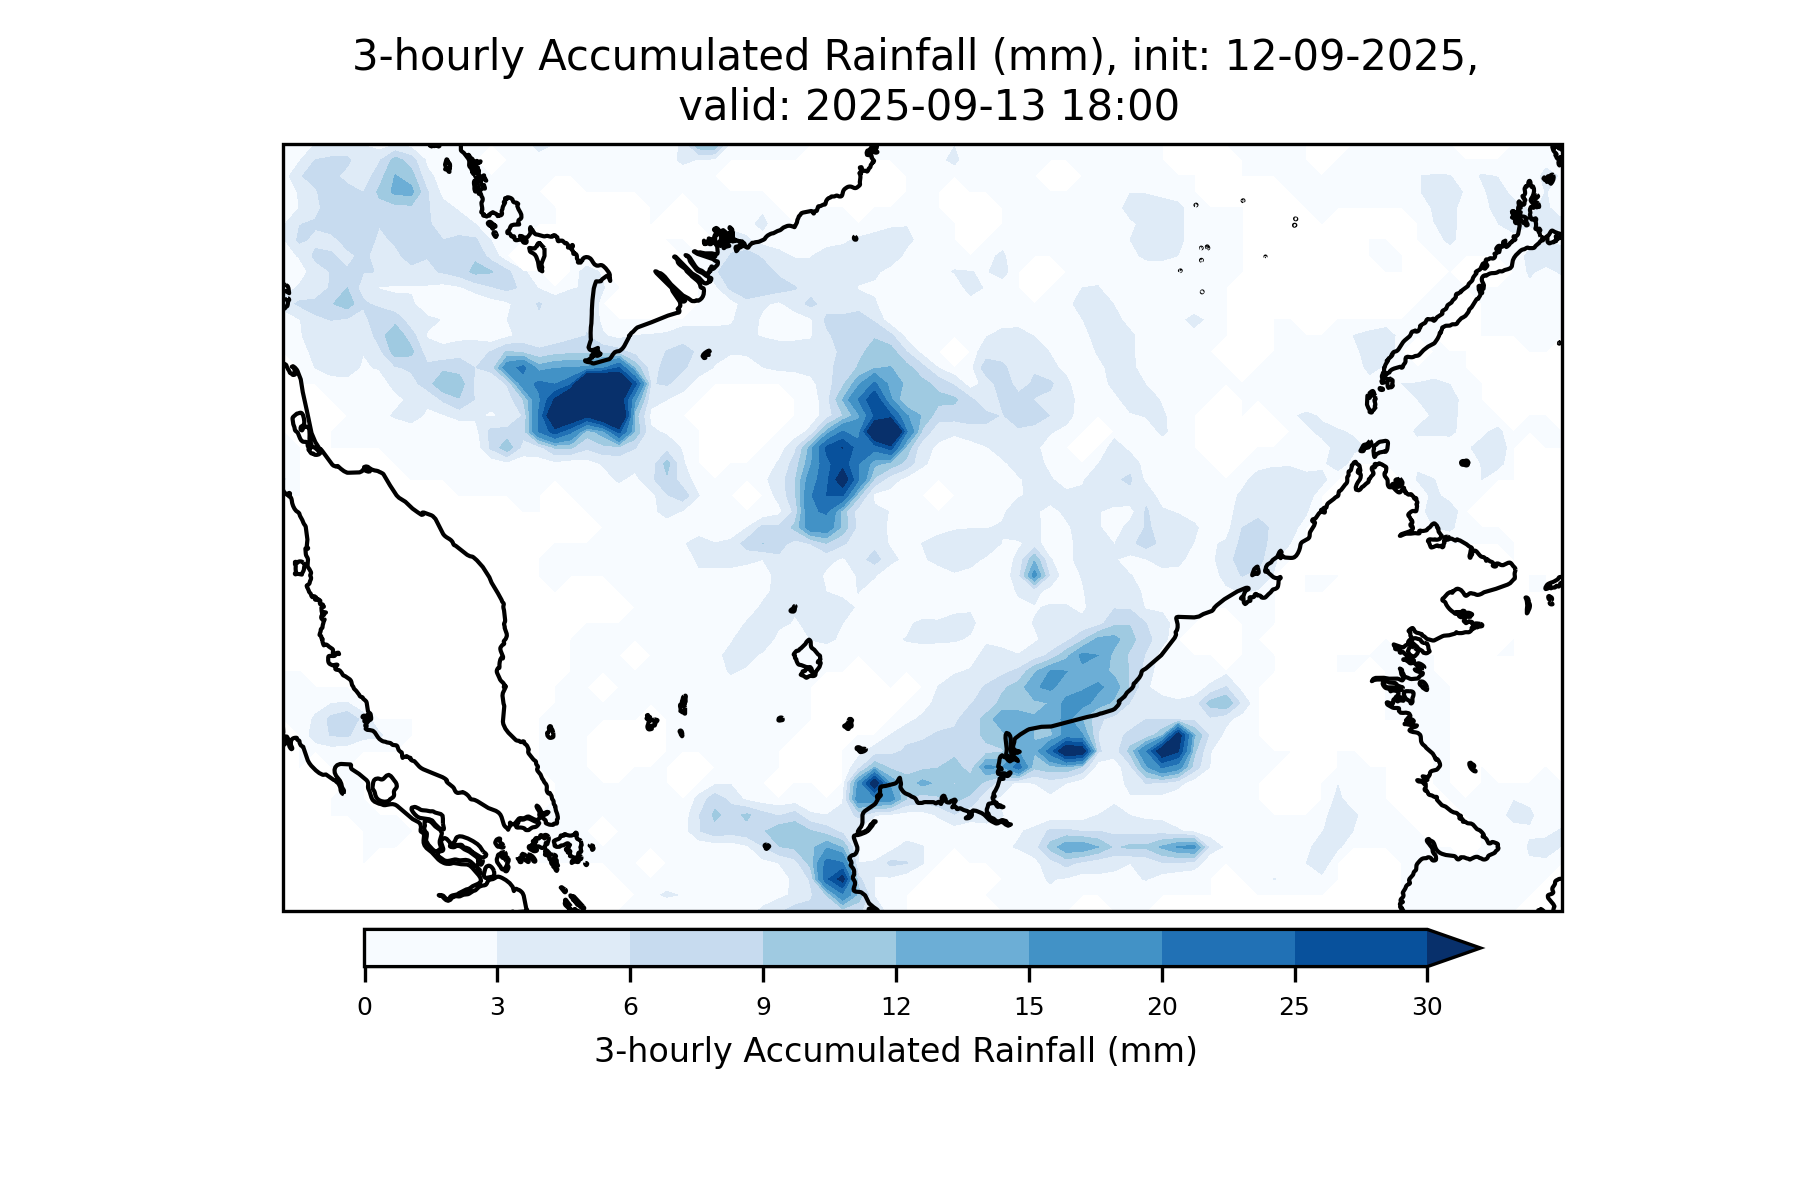 3-hourly Accumulated Rainfall (mm), init: 12-09-2025,
valid: 2025-09-13 18:00
0 3 6 9 12 15 20 25 30
3-hourly Accumulated Rainfall (mm)